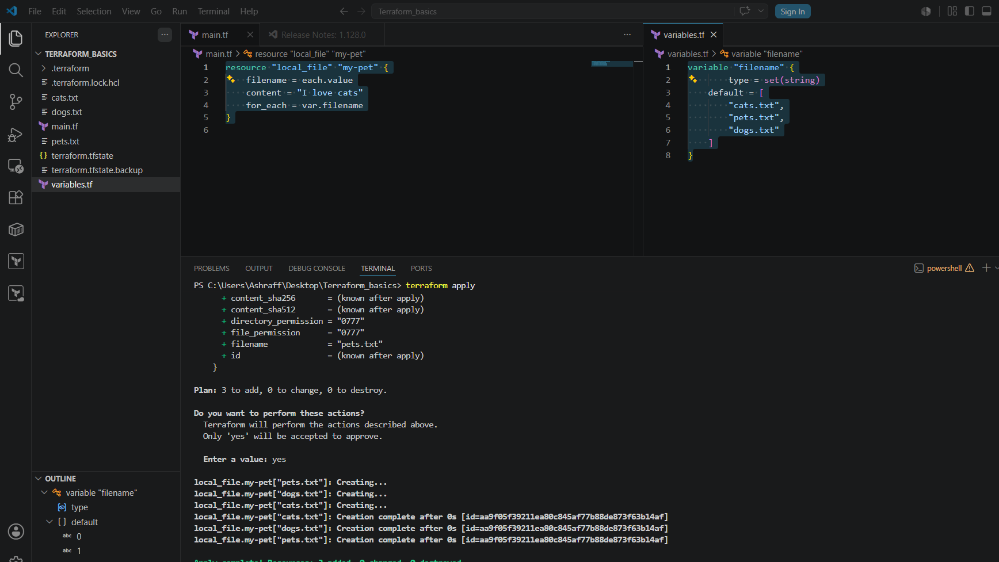 File Edit Selection View Go Run Terminal Help
Terraform_basics
Sign In
EXPLORER
TERRAFORM_BASICS
.terraform
.terraform.lock.hcl
cats.txt
dogs.txt
main.tf
pets.txt
terraform.tfstate
terraform.tfstate.backup
variables.tf
OUTLINE
variable "filename"
type
default
abc 0
abc 1
main.tf
Release Notes: 1.128.0
main.tf > resource "local_file" "my-pet"
1 resource "local_file" "my-pet" {
2 filename = each.value
3 content = "I love cats"
4 for_each = var.filename
5 }
6
variables.tf
variables.tf > variable "filename"
1 variable "filename" {
2 type = set(string)
3 default = [
4 "cats.txt",
5 "pets.txt",
6 "dogs.txt"
7 ]
8 }
PROBLEMS OUTPUT DEBUG CONSOLE TERMINAL PORTS
powershell
PS C:\Users\Ashraff\Desktop\Terraform_basics> terraform apply
+ content_sha256 = (known after apply)
+ content_sha512 = (known after apply)
+ directory_permission = "0777"
+ file_permission = "0777"
+ filename = "pets.txt"
+ id = (known after apply)
}
Plan: 3 to add, 0 to change, 0 to destroy.
Do you want to perform these actions?
Terraform will perform the actions described above.
Only 'yes' will be accepted to approve.
Enter a value: yes
local_file.my-pet["pets.txt"]: Creating...
local_file.my-pet["dogs.txt"]: Creating...
local_file.my-pet["cats.txt"]: Creating...
local_file.my-pet["cats.txt"]: Creation complete after 0s [id=aa9f05f39211ea80c845af77b88de873f63b14af]
local_file.my-pet["dogs.txt"]: Creation complete after 0s [id=aa9f05f39211ea80c845af77b88de873f63b14af]
local_file.my-pet["pets.txt"]: Creation complete after 0s [id=aa9f05f39211ea80c845af77b88de873f63b14af]
Apply complete! Resources: 3 added, 0 changed, 0 destroyed.